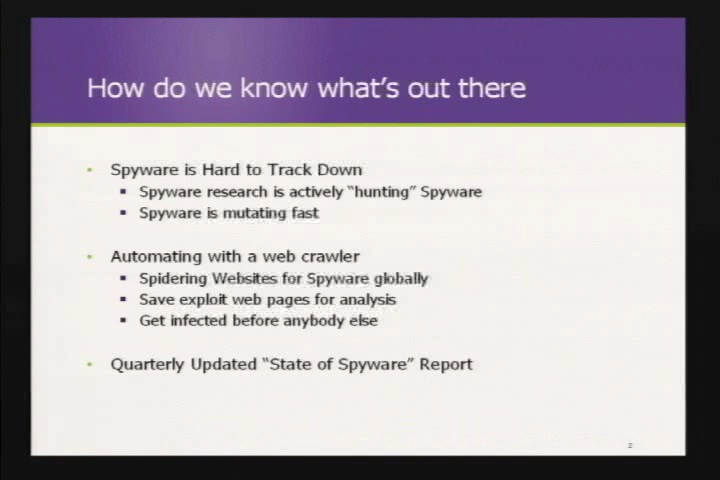 How do we know what's out there
Spyware is Hard to Track Down
Spyware research is actively "hunting" Spyware
Spyware is mutating fast
Automating with a web crawler
Spidering Websites for Spyware globally
Save exploit web pages for analysis
Get infected before anybody else
Quarterly Updated "State of Spyware" Report
2